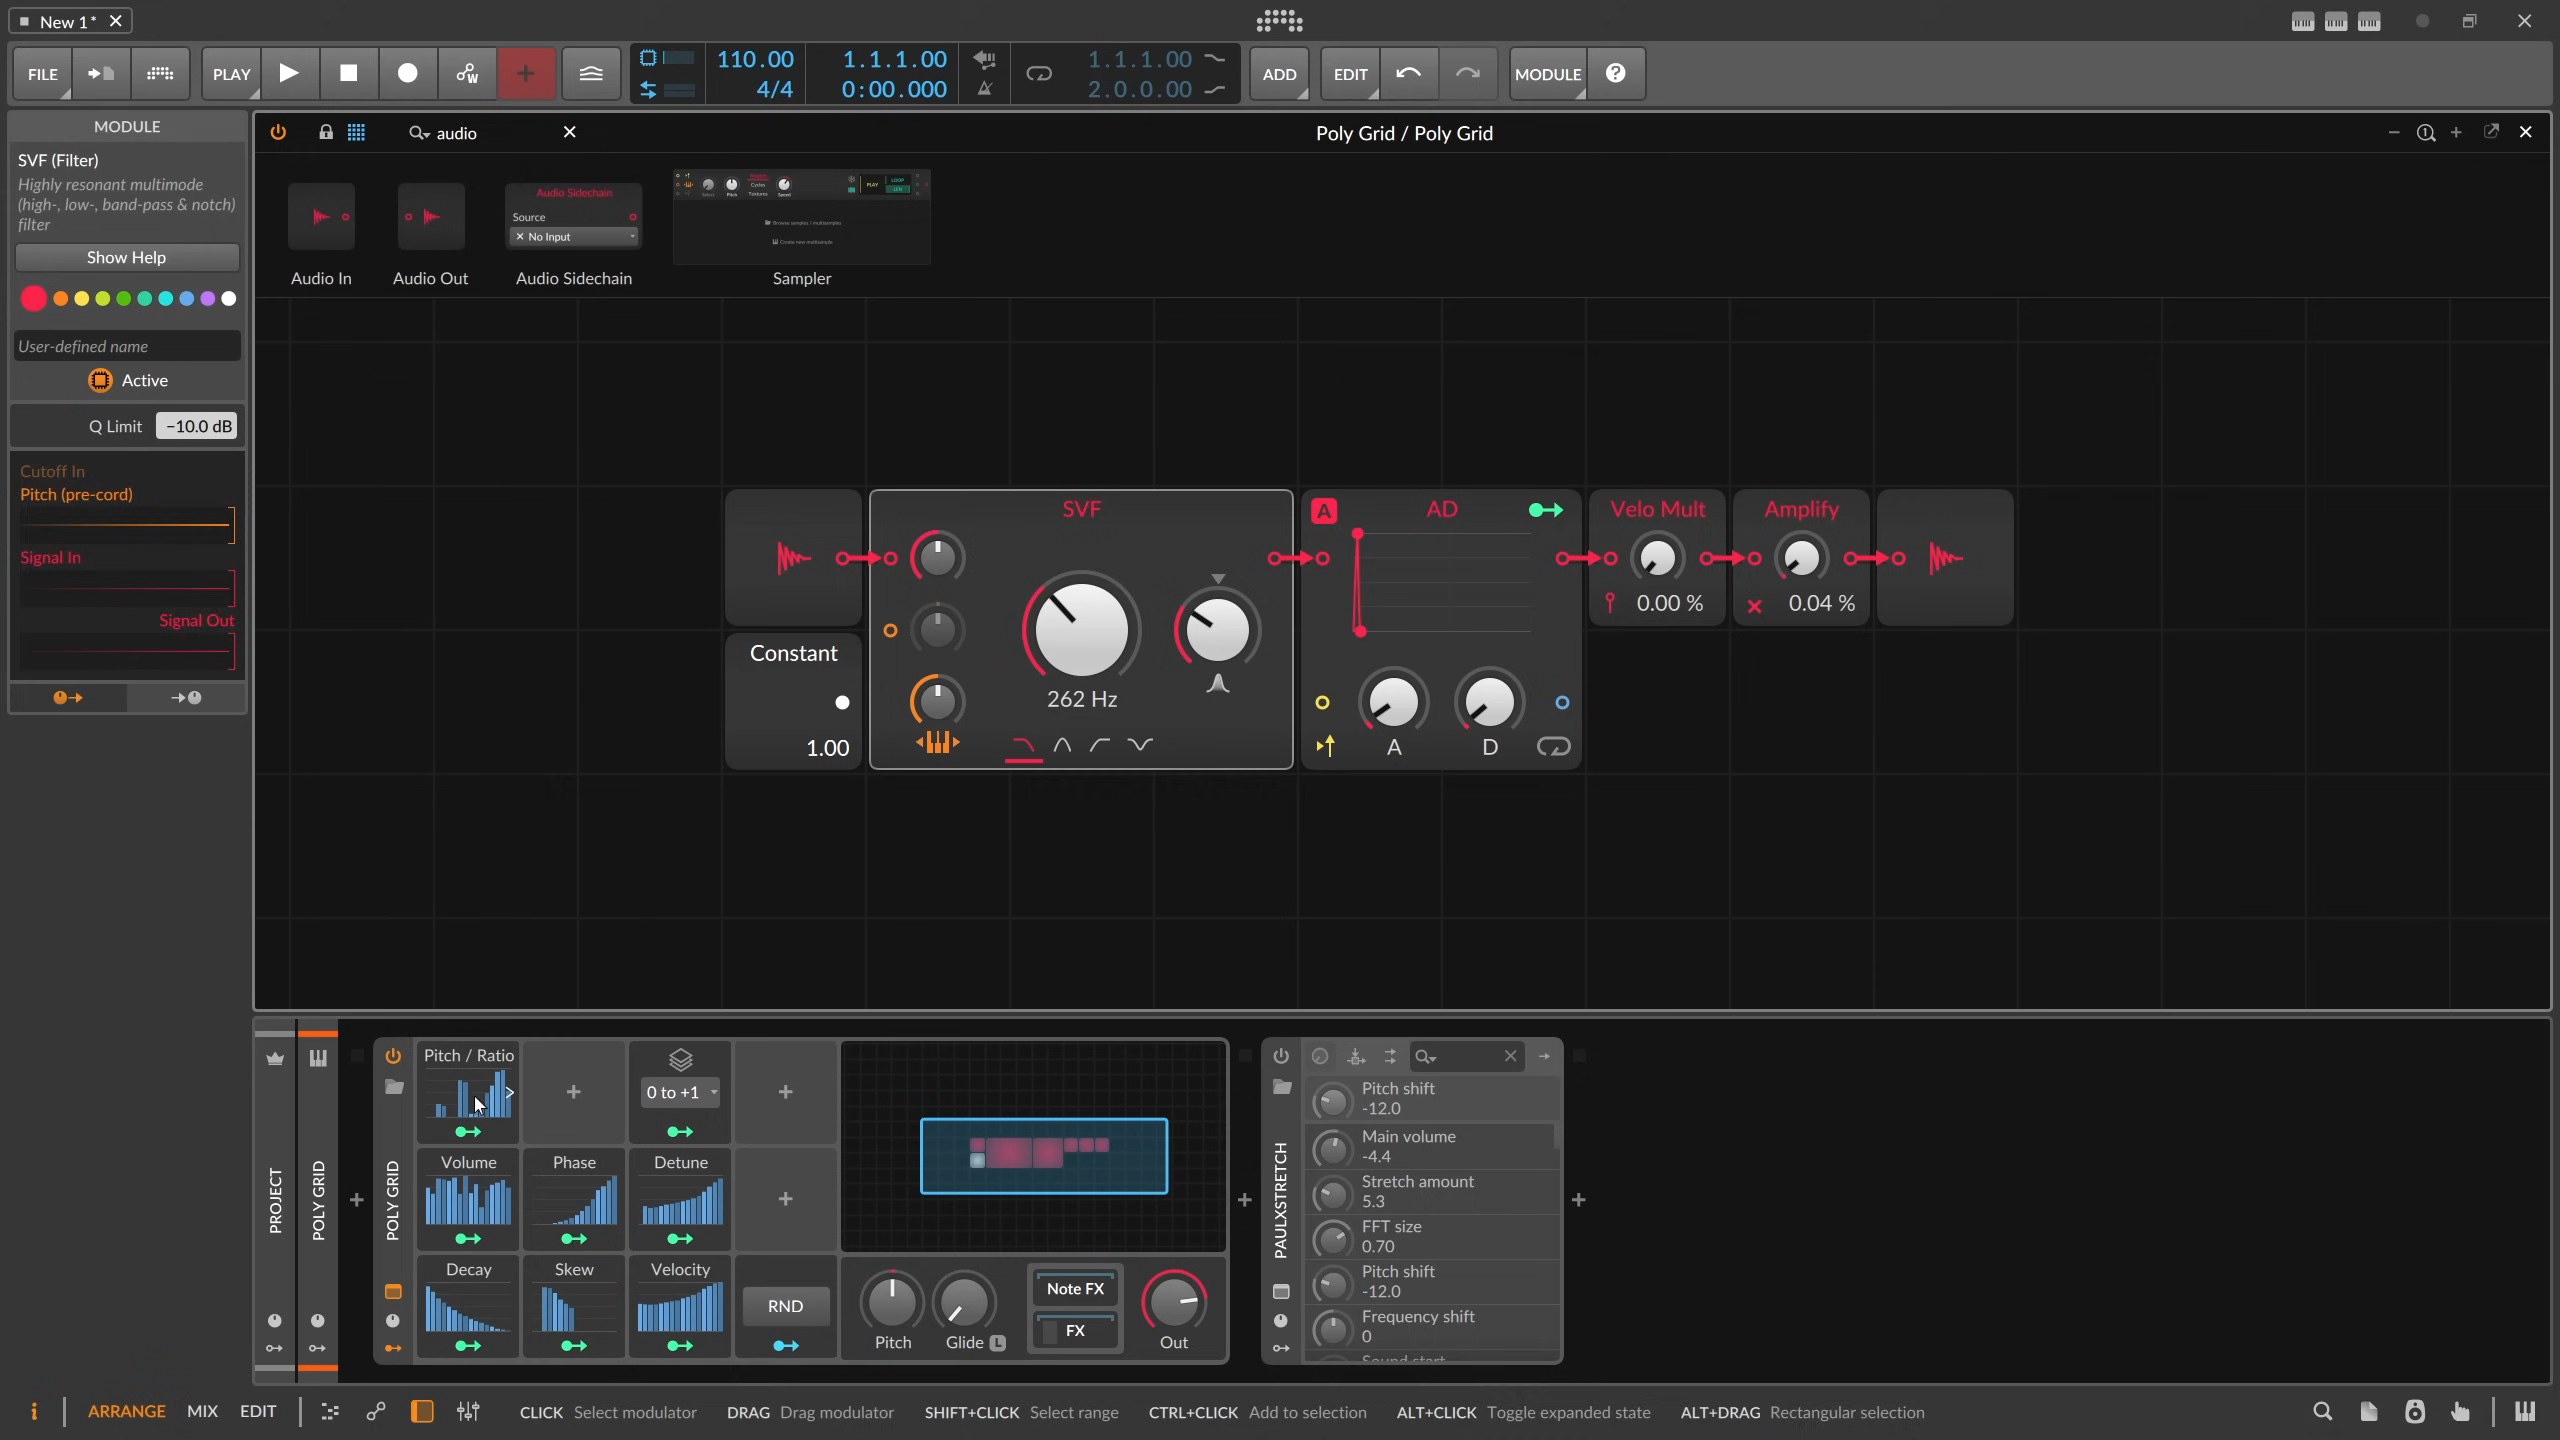 New 1*
FILE
PLAY
110.00
4/4
1.1.1.00
0:00.000
1.1.1.00
2.0.0.00
ADD
EDIT
MODULE
?
MODULE
SVF (Filter)
Highly resonant multimode
(high-, low-, band-pass & notch)
filter
Show Help
User-defined name
Active
Q Limit -10.0 dB
Cutoff In
Pitch (pre-cord)
Signal In
Signal Out
audio
Poly Grid / Poly Grid
Audio In
Audio Out
Audio Sidechain
Source
No Input
Audio Sidechain
Sampler
SVF
262 Hz
Constant
1.00
A
AD
A
D
Velo Mult
0.00 %
Amplify
0.04 %
PROJECT
POLY GRID
POLY GRID
Pitch / Ratio
0 to +1
Volume
Phase
Detune
Decay
Skew
Velocity
RND
Pitch
Glide L
Note FX
FX
Out
PAULXSTRETCH
Pitch shift
-12.0
Main volume
-4.4
Stretch amount
5.3
FFT size
0.70
Pitch shift
-12.0
Frequency shift
0
i
ARRANGE MIX EDIT
CLICK Select modulator DRAG Drag modulator SHIFT+CLICK Select range CTRL+CLICK Add to selection ALT+CLICK Toggle expanded state ALT+DRAG Rectangular selection